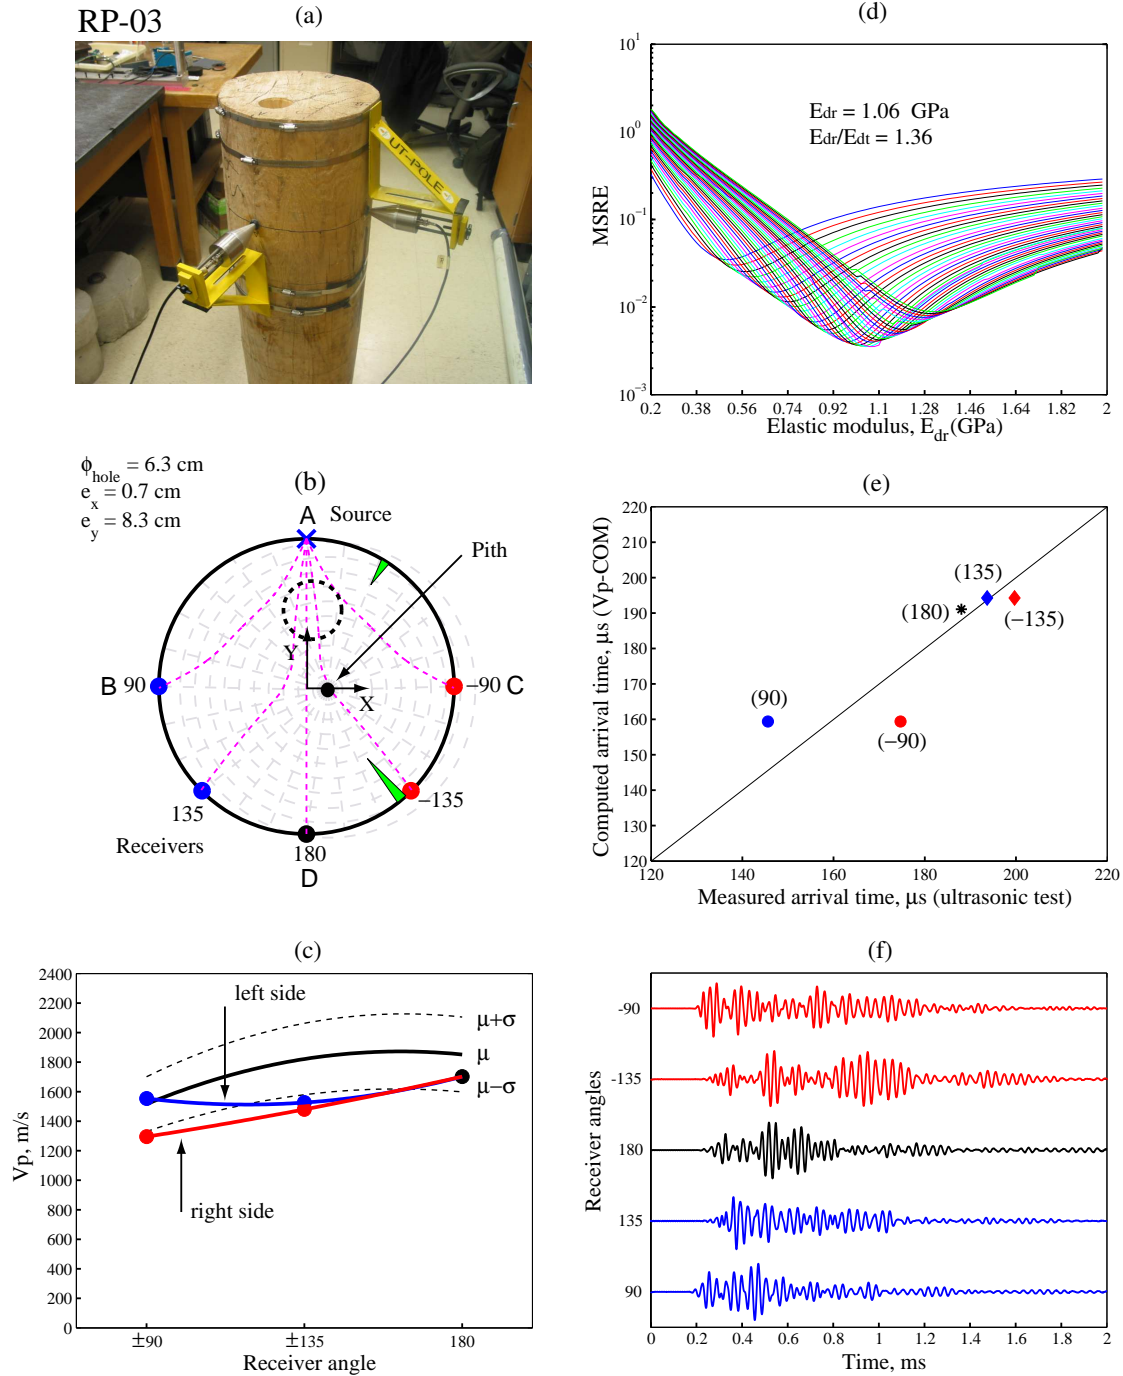 RP-03
(a)
UT-POLE
(b)
ϕhole = 6.3 cm
ex = 0.7 cm
ey = 8.3 cm
A
Source
Pith
Y
X
B 90
−90 C
135
−135
Receivers
180
D
(c)
2400
2200
2000
1800
1600
1400
1200
1000
800
600
400
200
0
Vp, m/s
left side
right side
μ+σ
μ
μ−σ
±90
±135
180
Receiver angle
(d)
10^1
10^0
10^−1
10^−2
10^−3
MSRE
Edr = 1.06 GPa
Edr/Edt = 1.36
0.2 0.38 0.56 0.74 0.92 1.1 1.28 1.46 1.64 1.82 2
Elastic modulus, Edr(GPa)
(e)
220
210
200
190
180
170
160
150
140
130
120
Computed arrival time, μs (Vp-COM)
(135)
(180)
(−135)
(90)
(−90)
120 140 160 180 200 220
Measured arrival time, μs (ultrasonic test)
(f)
Receiver angles
-90
-135
180
135
90
0 0.2 0.4 0.6 0.8 1 1.2 1.4 1.6 1.8 2
Time, ms